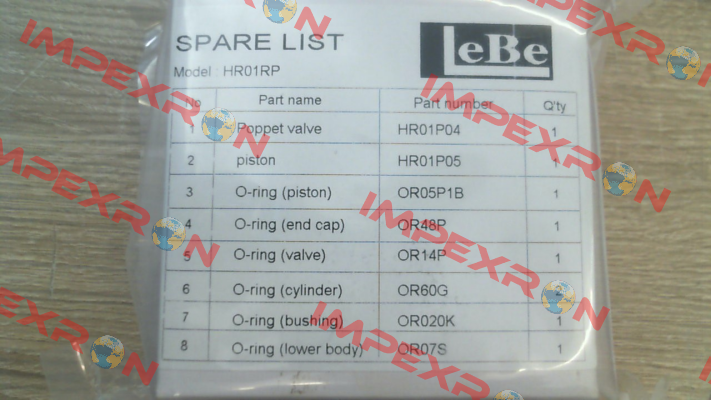 SPARE LIST
LeBe
Model : HR01RP
No Part name Part number Q'ty
1 Poppet valve HR01P04 1
2 piston HR01P05 1
3 O-ring (piston) OR05P1B 1
4 O-ring (end cap) OR48P 1
5 O-ring (valve) OR14P 1
6 O-ring (cylinder) OR60G 1
7 O-ring (bushing) OR020K 1
8 O-ring (lower body) OR07S 1
IMPEXRON
IMPEXRON
IMPEXRON
IMPEXRON
IMPEXRON
IMPEXRON